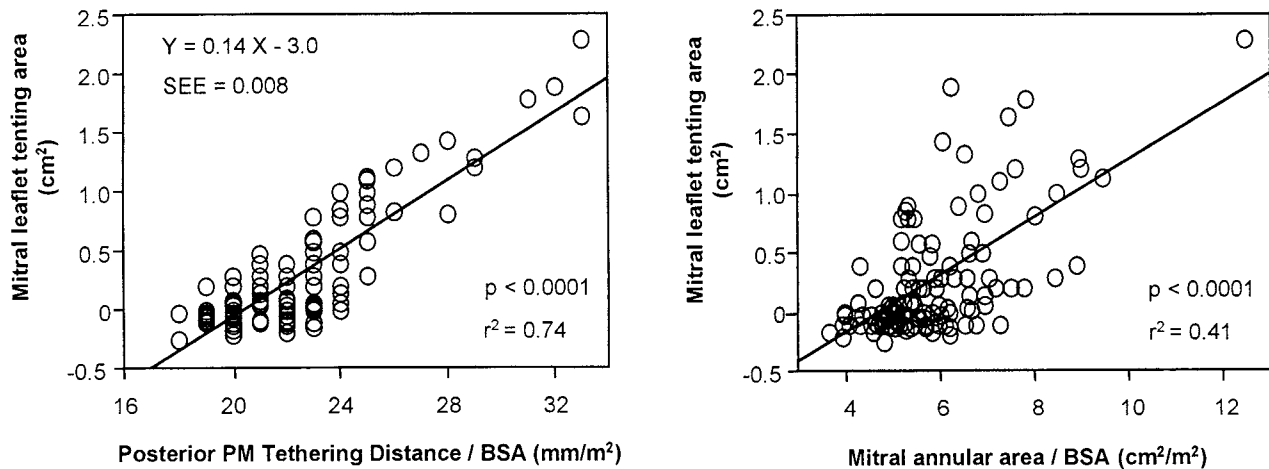 Mitral leaflet tenting area
(cm²)
2.5
2.0
1.5
1.0
0.5
0
-0.5
Y = 0.14 X - 3.0
SEE = 0.008
p < 0.0001
r² = 0.74
16 20 24 28 32
Posterior PM Tethering Distance / BSA (mm/m²)
Mitral leaflet tenting area
(cm²)
2.5
2.0
1.5
1.0
0.5
0
-0.5
p < 0.0001
r² = 0.41
4 6 8 10 12
Mitral annular area / BSA (cm²/m²)